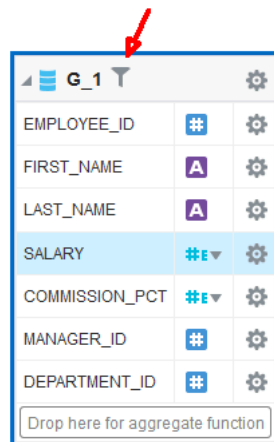 G_1
EMPLOYEE_ID #
FIRST_NAME A
LAST_NAME A
SALARY #E
COMMISSION_PCT #E
MANAGER_ID #
DEPARTMENT_ID #
Drop here for aggregate function